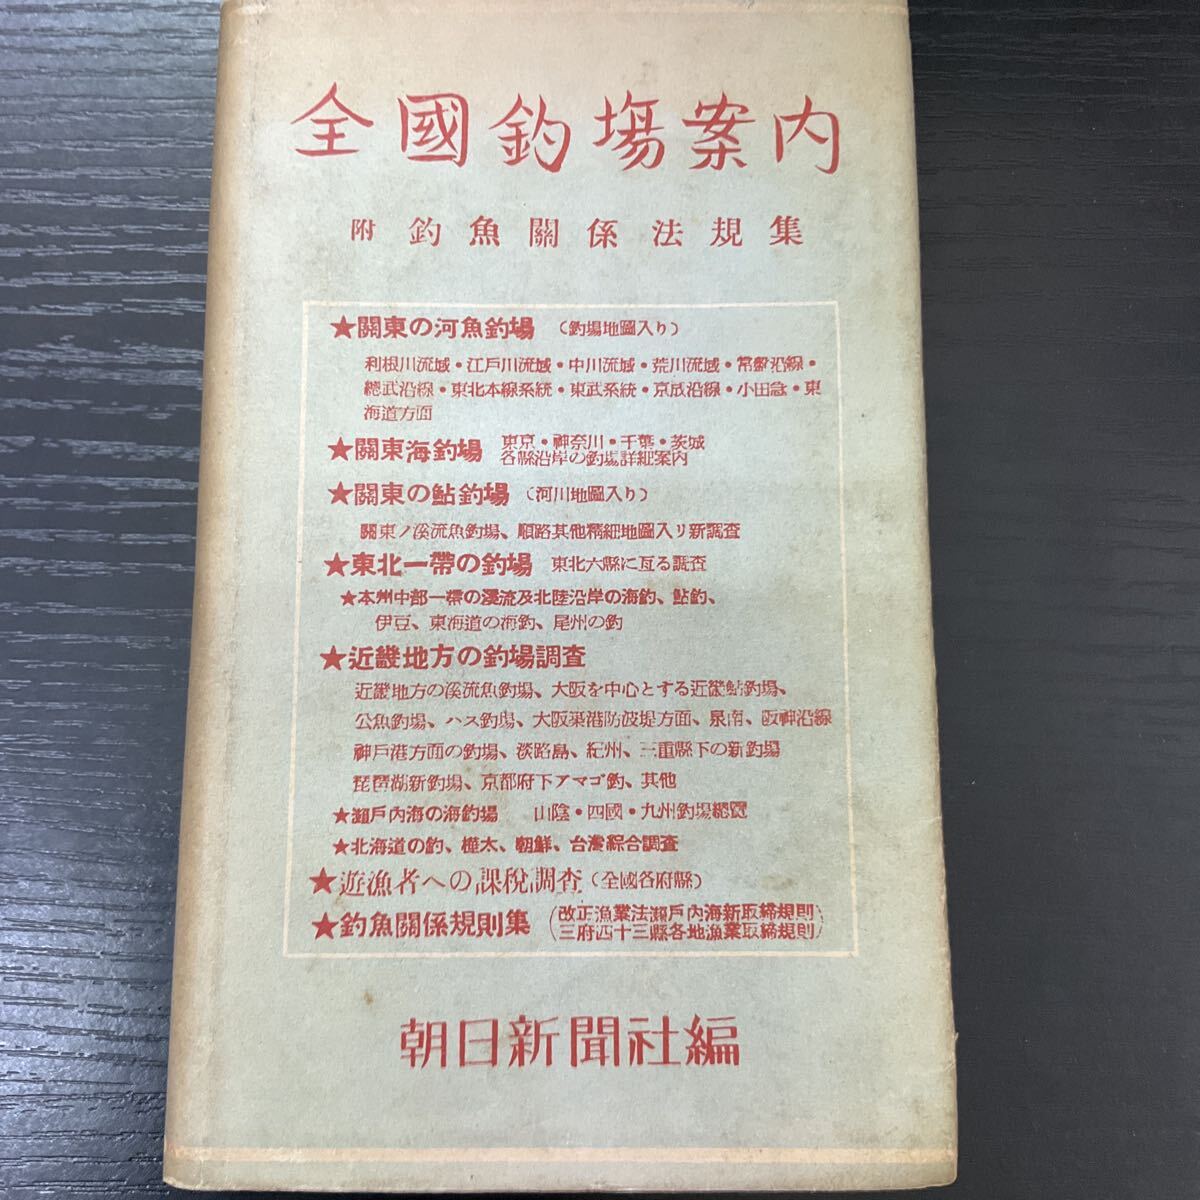 全國釣場案内
附 釣魚關係法規集
★關東の河魚釣場 (釣場地圖入り)
利根川流域・江戸川流域・中川流域・荒川流域・常磐沿線・
總武沿線・東北本線系統・東武系統・京成沿線・小田急・東
海道方面
★關東海釣場 東京・神奈川・千葉・茨城
各縣沿岸の釣場詳細案内
★關東の鮎釣場 (河川地圖入り)
關東ノ溪流魚釣場、順路其他精細地圖入リ新調査
★東北一帶の釣場 東北六縣に亙る調査
★本州中部一帶の溪流及北陸沿岸の海釣、鮎釣、
伊豆、東海道の海釣、尾州の釣
★近畿地方の釣場調査
近畿地方の溪流魚釣場、大阪を中心とする近畿鮎釣場、
公魚釣場、ハス釣場、大阪築港防波堤方面、泉南、阪神沿線
神戸港方面の釣場、淡路島、紀州、三重縣下の新釣場
琵琶湖新釣場、京都府下アマゴ釣、其他
★瀬戸内海の海釣場 山陰・四國・九州釣場總覽
★北海道の釣、樺太、朝鮮、台灣綜合調査
★遊漁者への課税調査(全國各府縣)
★釣魚關係規則集 (改正漁業法瀬戸内海新取締規則
三府四十三縣各地漁業取締規則)
朝日新聞社編